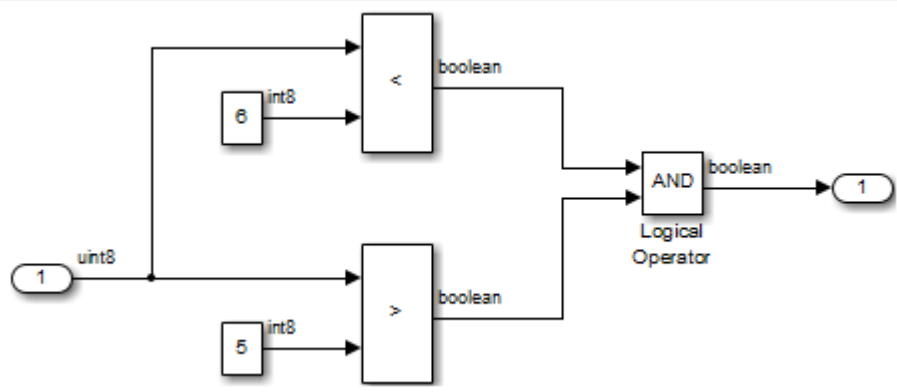 <
boolean
int8
6
AND
boolean
1
Logical
Operator
uint8
1
>
boolean
int8
5